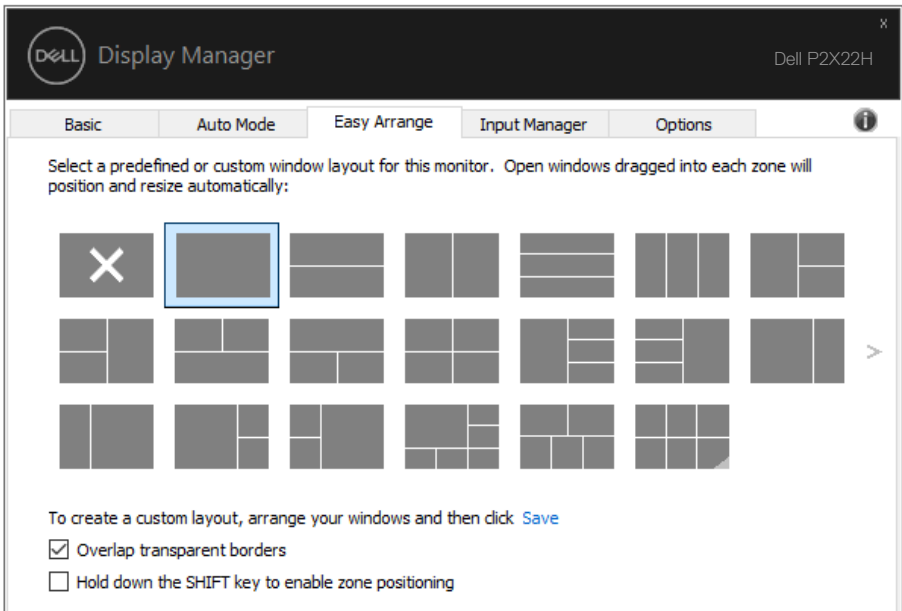 x
DELL
Display Manager
Dell P2X22H
Basic
Auto Mode
Easy Arrange
Input Manager
Options
Select a predefined or custom window layout for this monitor. Open windows dragged into each zone will
position and resize automatically:
>
To create a custom layout, arrange your windows and then click Save
Overlap transparent borders
Hold down the SHIFT key to enable zone positioning